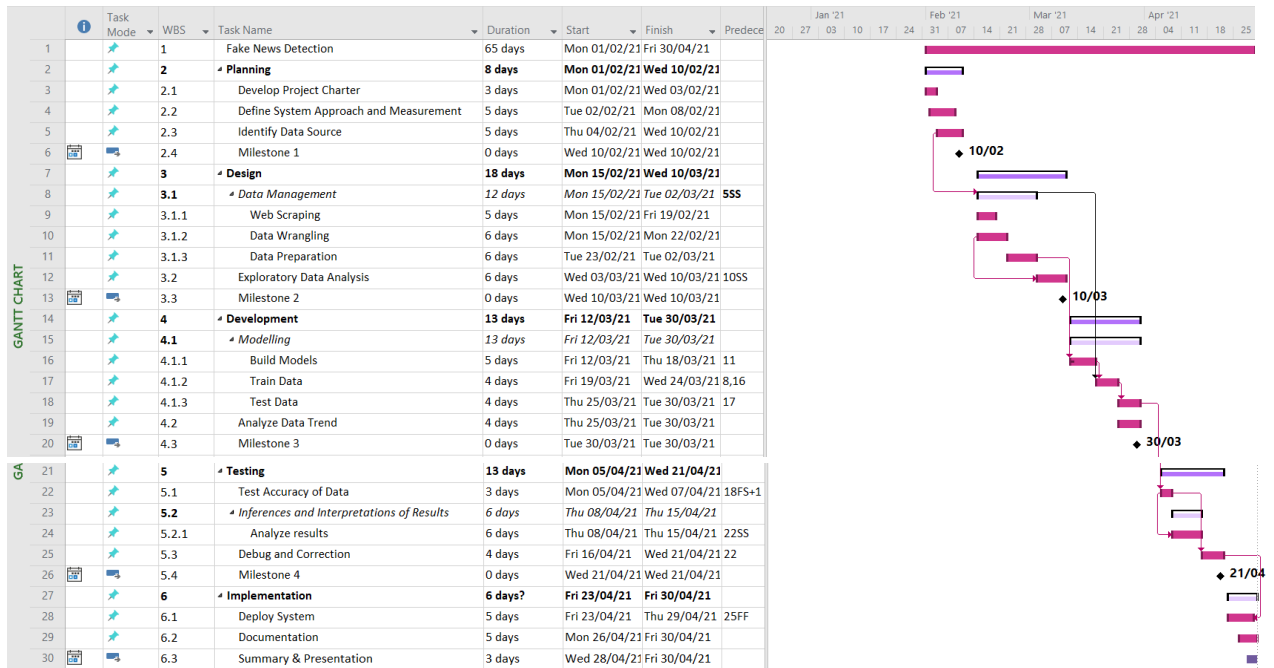 Jan '21 Feb '21 Mar '21 Apr '21
Task Mode WBS Task Name Duration Start Finish Predece 20 27 03 10 17 24 31 07 14 21 28 07 14 21 28 04 11 18 25
1 1 Fake News Detection 65 days Mon 01/02/21 Fri 30/04/21
2 2 Planning 8 days Mon 01/02/21 Wed 10/02/21
3 2.1 Develop Project Charter 3 days Mon 01/02/21 Wed 03/02/21
4 2.2 Define System Approach and Measurement 5 days Tue 02/02/21 Mon 08/02/21
5 2.3 Identify Data Source 5 days Thu 04/02/21 Wed 10/02/21
6 2.4 Milestone 1 0 days Wed 10/02/21 Wed 10/02/21 10/02
7 3 Design 18 days Mon 15/02/21 Wed 10/03/21
8 3.1 Data Management 12 days Mon 15/02/21 Tue 02/03/21 5SS
9 3.1.1 Web Scraping 5 days Mon 15/02/21 Fri 19/02/21
10 3.1.2 Data Wrangling 6 days Mon 15/02/21 Mon 22/02/21
11 3.1.3 Data Preparation 6 days Tue 23/02/21 Tue 02/03/21
12 3.2 Exploratory Data Analysis 6 days Wed 03/03/21 Wed 10/03/21 10SS
13 3.3 Milestone 2 0 days Wed 10/03/21 Wed 10/03/21 10/03
14 4 Development 13 days Fri 12/03/21 Tue 30/03/21
15 4.1 Modelling 13 days Fri 12/03/21 Tue 30/03/21
16 4.1.1 Build Models 5 days Fri 12/03/21 Thu 18/03/21 11
17 4.1.2 Train Data 4 days Fri 19/03/21 Wed 24/03/21 8,16
18 4.1.3 Test Data 4 days Thu 25/03/21 Tue 30/03/21 17
19 4.2 Analyze Data Trend 4 days Thu 25/03/21 Tue 30/03/21
20 4.3 Milestone 3 0 days Tue 30/03/21 Tue 30/03/21 30/03
GANTT CHART
21 5 Testing 13 days Mon 05/04/21 Wed 21/04/21
22 5.1 Test Accuracy of Data 3 days Mon 05/04/21 Wed 07/04/21 18FS+1
23 5.2 Inferences and Interpretations of Results 6 days Thu 08/04/21 Thu 15/04/21
24 5.2.1 Analyze results 6 days Thu 08/04/21 Thu 15/04/21 22SS
25 5.3 Debug and Correction 4 days Fri 16/04/21 Wed 21/04/21 22
26 5.4 Milestone 4 0 days Wed 21/04/21 Wed 21/04/21 21/04
27 6 Implementation 6 days? Fri 23/04/21 Fri 30/04/21
28 6.1 Deploy System 5 days Fri 23/04/21 Thu 29/04/21 25FF
29 6.2 Documentation 5 days Mon 26/04/21 Fri 30/04/21
30 6.3 Summary & Presentation 3 days Wed 28/04/21 Fri 30/04/21
GA